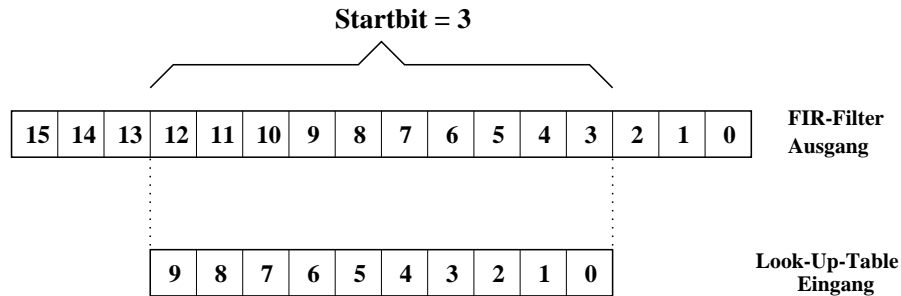 Startbit = 3
15 14 13 12 11 10 9 8 7 6 5 4 3 2 1 0
FIR-Filter
Ausgang
9 8 7 6 5 4 3 2 1 0
Look-Up-Table
Eingang